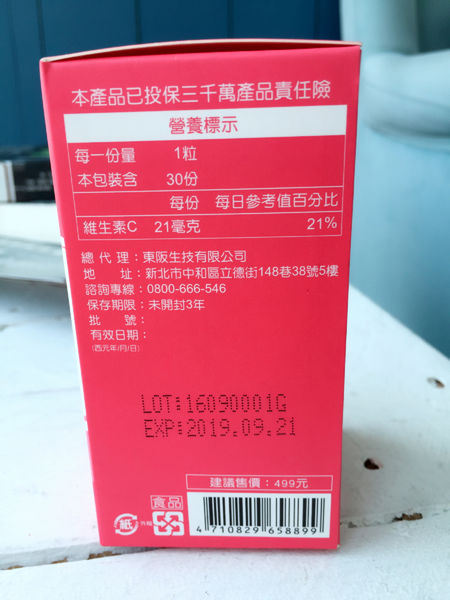 本產品已投保三千萬產品責任險
營養標示
每一份量 1粒
本包裝含 30份
每份 每日參考值百分比
維生素C 21毫克 21%
總代理：東阪生技有限公司
地 址：新北市中和區立德街148巷38號5樓
諮詢專線：0800-666-546
保存期限：未開封3年
批 號：
有效日期：
(西元年/月/日)
LOT:16090001G
EXP:2019.09.21
建議售價：499元
食品
紙 外箱
4 710829 658899